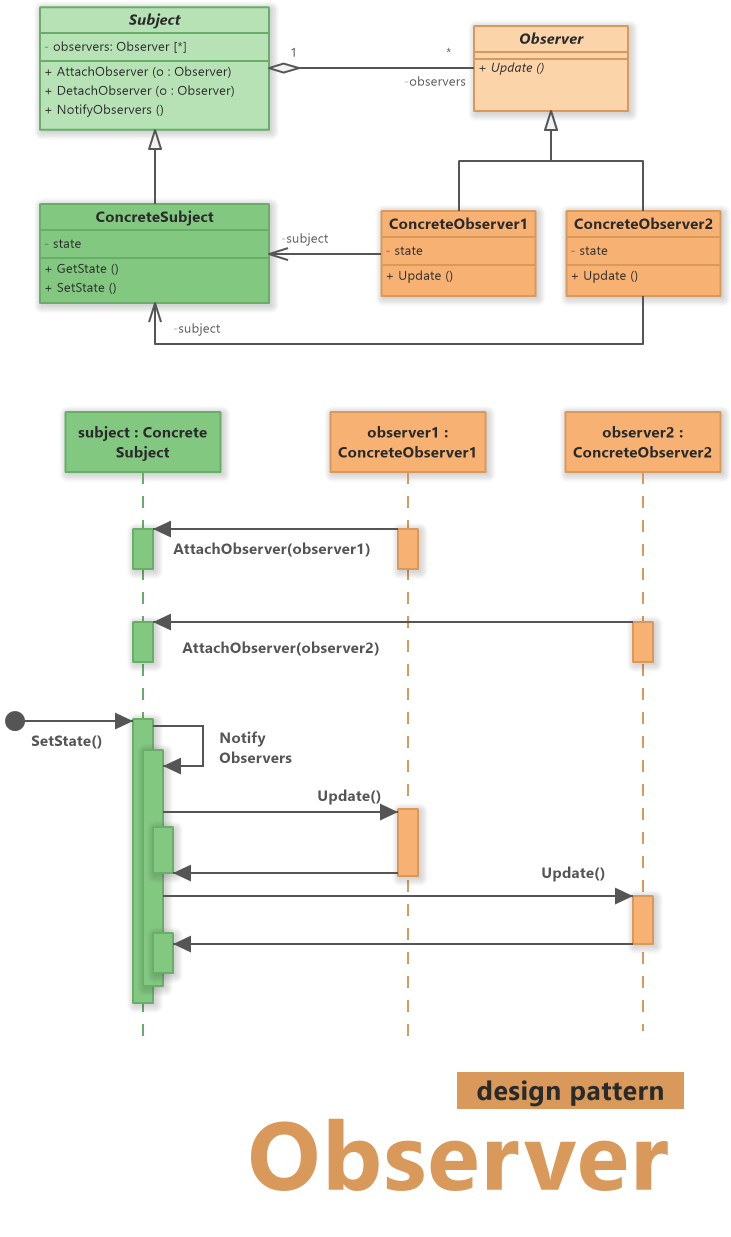 Subject
- observers: Observer [*]
+ AttachObserver (o : Observer)
+ DetachObserver (o : Observer)
+ NotifyObservers ()
1
*
-observers
Observer
+ Update ()
ConcreteSubject
- state
+ GetState ()
+ SetState ()
-subject
ConcreteObserver1
- state
+ Update ()
ConcreteObserver2
- state
+ Update ()
-subject
subject : Concrete
Subject
observer1 :
ConcreteObserver1
observer2 :
ConcreteObserver2
AttachObserver(observer1)
AttachObserver(observer2)
SetState()
Notify
Observers
Update()
Update()
design pattern
Observer